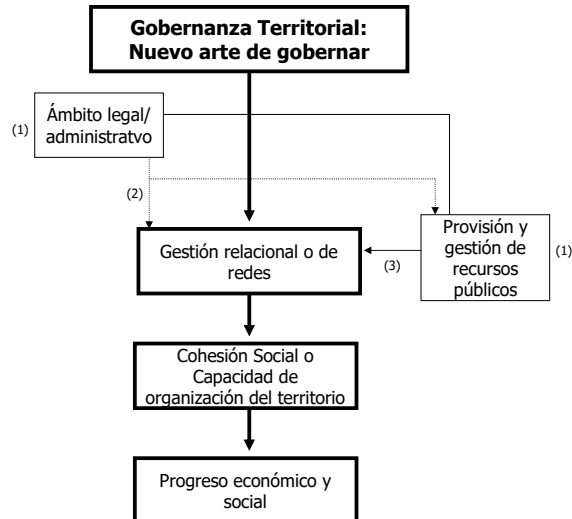 Gobernanza Territorial:
Nuevo arte de gobernar
Ámbito legal/
administratvo
(1)
(2)
Gestión relacional o de
redes
(3)
Provisión y
gestión de
recursos
públicos
(1)
Cohesión Social o
Capacidad de
organización del territorio
Progreso económico y
social